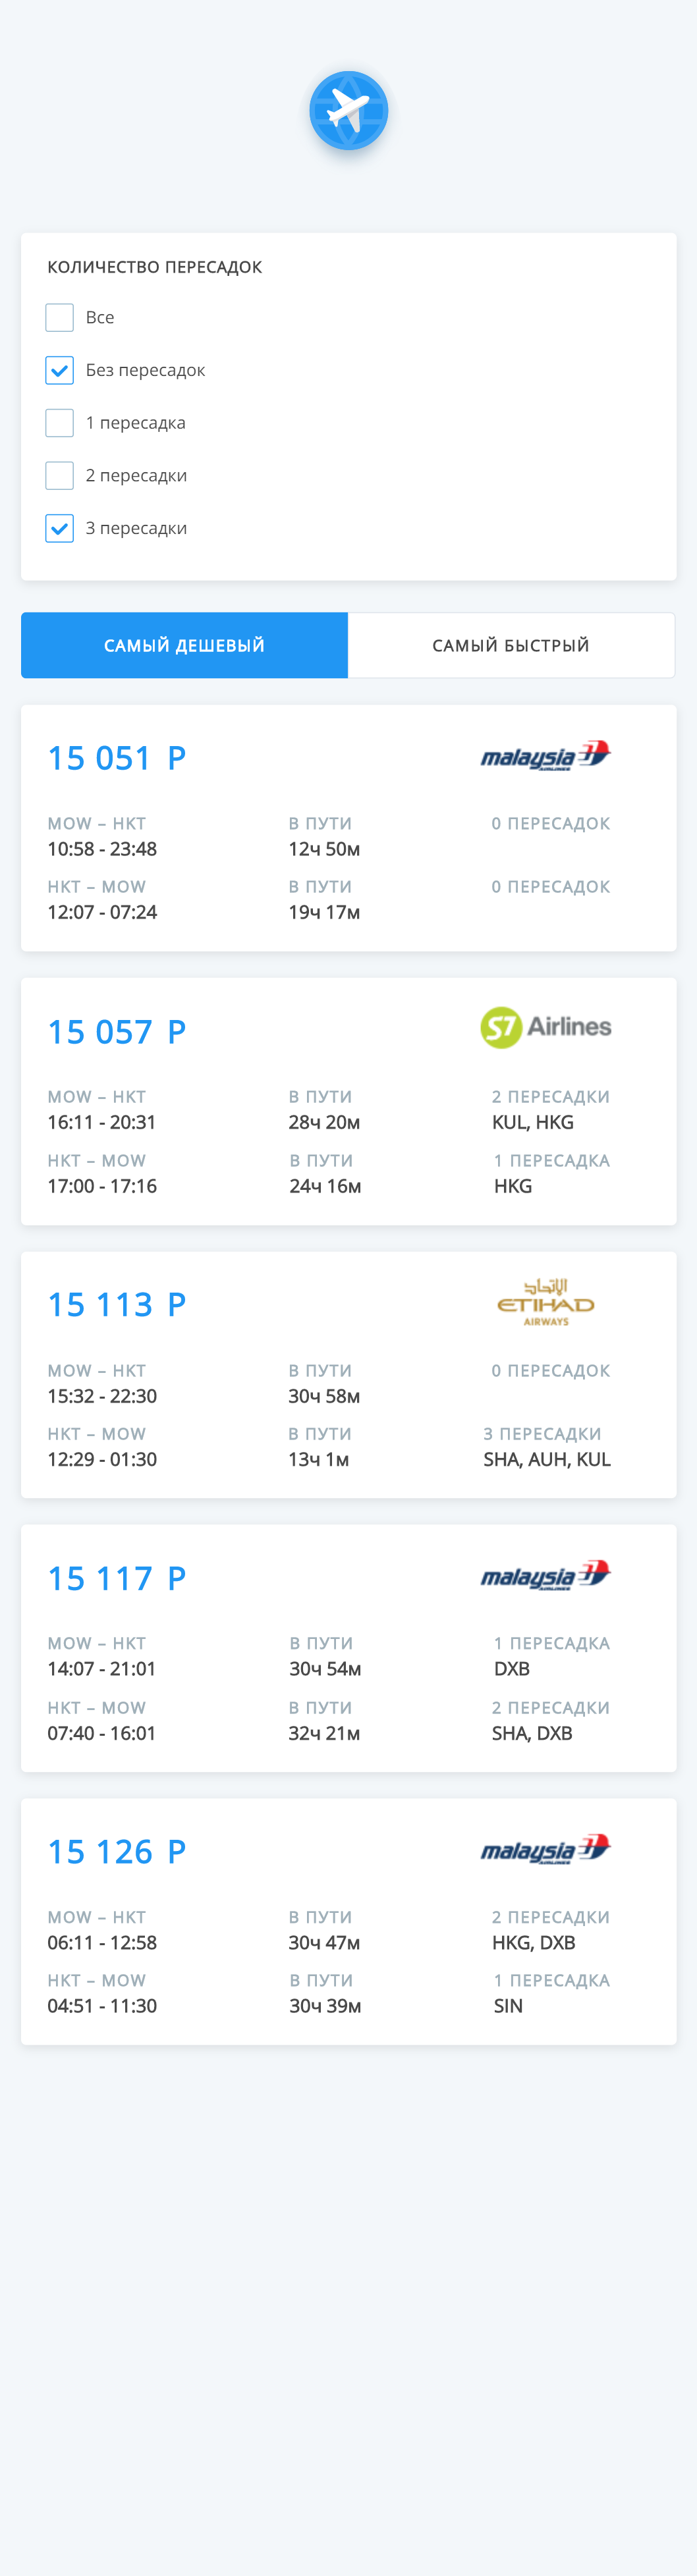 КОЛИЧЕСТВО ПЕРЕСАДОК
Все
Без пересадок
1 пересадка
2 пересадки
3 пересадки
САМЫЙ ДЕШЕВЫЙ САМЫЙ БЫСТРЫЙ
15 051 Р malaysia
AIRLINES
MOW – HKT В ПУТИ 0 ПЕРЕСАДОК
10:58 - 23:48 12ч 50м
HKT – MOW В ПУТИ 0 ПЕРЕСАДОК
12:07 - 07:24 19ч 17м
15 057 Р S7 Airlines
MOW – HKT В ПУТИ 2 ПЕРЕСАДКИ
16:11 - 20:31 28ч 20м KUL, HKG
HKT – MOW В ПУТИ 1 ПЕРЕСАДКА
17:00 - 17:16 24ч 16м HKG
15 113 Р الإتحاد
ETIHAD
AIRWAYS
MOW – HKT В ПУТИ 0 ПЕРЕСАДОК
15:32 - 22:30 30ч 58м
HKT – MOW В ПУТИ 3 ПЕРЕСАДКИ
12:29 - 01:30 13ч 1м SHA, AUH, KUL
15 117 Р malaysia
AIRLINES
MOW – HKT В ПУТИ 1 ПЕРЕСАДКА
14:07 - 21:01 30ч 54м DXB
HKT – MOW В ПУТИ 2 ПЕРЕСАДКИ
07:40 - 16:01 32ч 21м SHA, DXB
15 126 Р malaysia
AIRLINES
MOW – HKT В ПУТИ 2 ПЕРЕСАДКИ
06:11 - 12:58 30ч 47м HKG, DXB
HKT – MOW В ПУТИ 1 ПЕРЕСАДКА
04:51 - 11:30 30ч 39м SIN